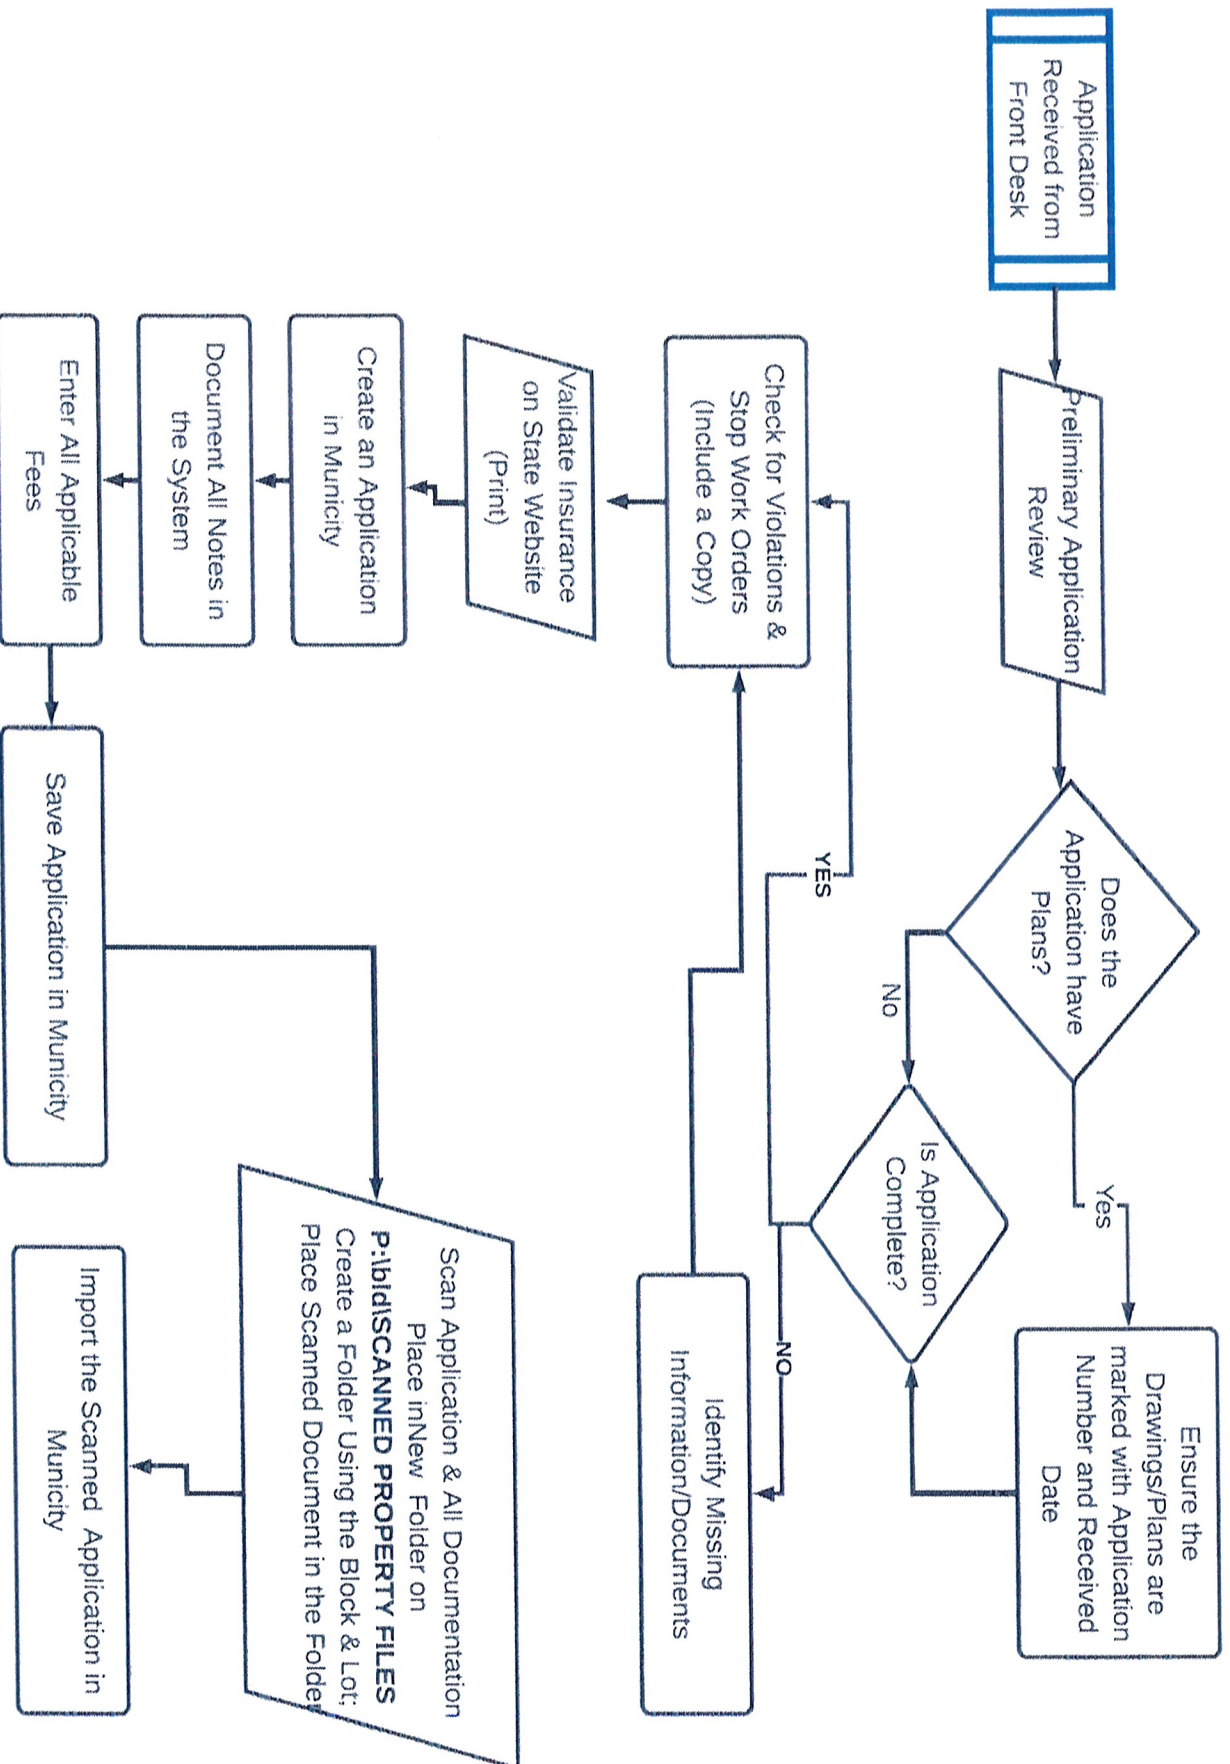 Application
Received from
Front Desk
Preliminary Application
Review
Does the
Application have
Plans?
Yes
No
Ensure the
Drawings/Plans are
marked with Application
Number and Received
Date
Is Application
Complete?
YES
NO
Identify Missing
Information/Documents
Check for Violations &
Stop Work Orders
(Include a Copy)
Validate Insurance
on State Website
(Print)
Create an Application
in Municity
Document All Notes in
the System
Enter All Applicable
Fees
Save Application in Municity
Scan Application & All Documentation
Place inNew Folder on
P:\bld\SCANNED PROPERTY FILES
Create a Folder Using the Block & Lot;
Place Scanned Document in the Folder
Import the Scanned Application in
Municity